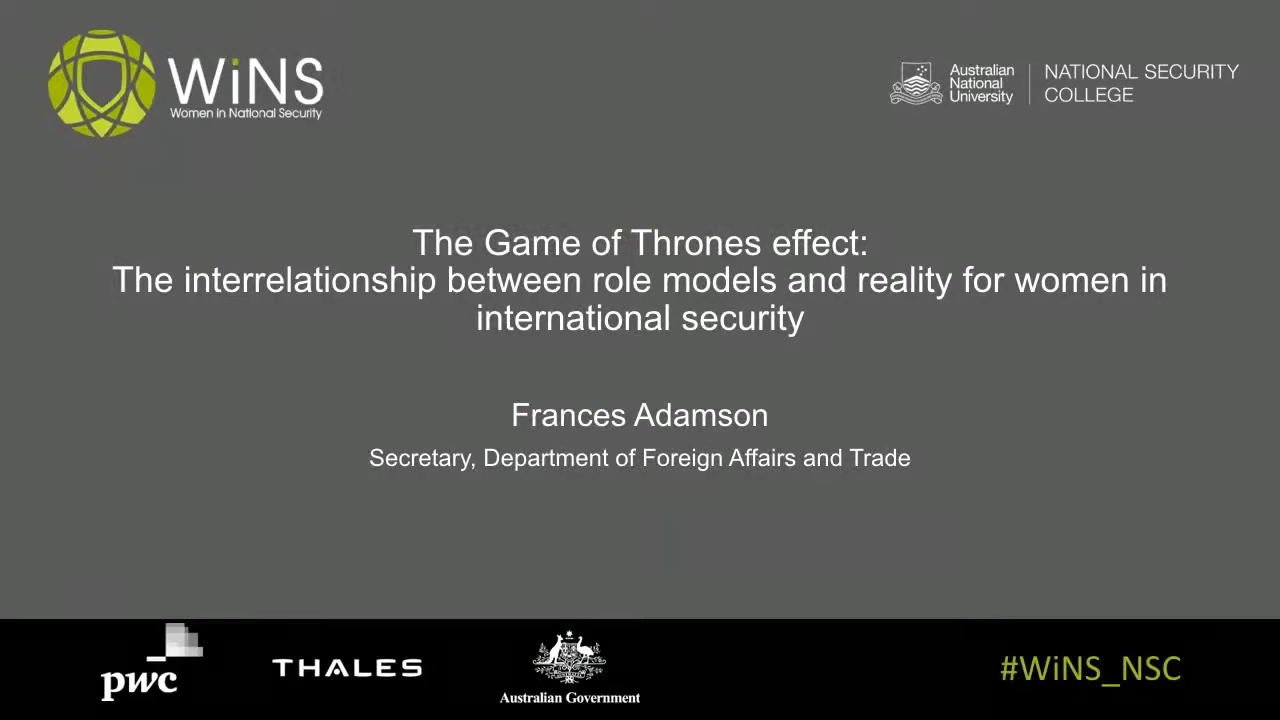 WiNS
Women in National Security
Australian
National
University
NATIONAL SECURITY
COLLEGE
The Game of Thrones effect:
The interrelationship between role models and reality for women in
international security
Frances Adamson
Secretary, Department of Foreign Affairs and Trade
pwc
THALES
Australian Government
#WiNS_NSC